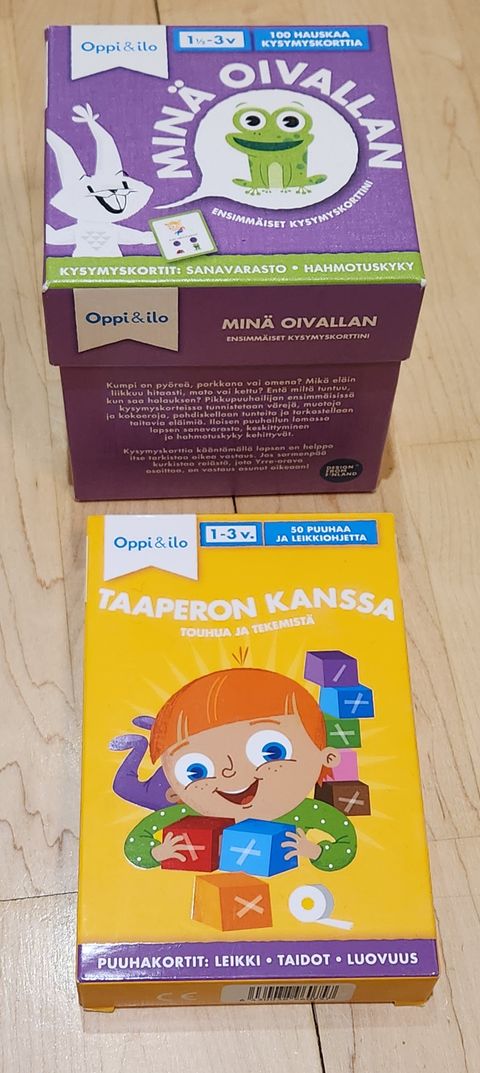 Oppi & ilo
1 ½-3 v
100 HAUSKAA
KYSYMYSKORTTIA
MINÄ OIVALLAN
ENSIMMÄISET KYSYMYSKORTTINI
KYSYMYSKORTIT: SANAVARASTO • HAHMOTUSKYKY
Oppi & ilo
MINÄ OIVALLAN
ENSIMMÄISET KYSYMYSKORTTINI
Kumpi on pyöreä, porkkana vai omena? Mikä eläin
liikkuu hitaasti, mato vai kettu? Entä miltä tuntuu,
kun saa halauksen? Pikkupuuhailijan ensimmäisissä
kysymyskorteissa tunnistetaan värejä, muotoja
ja kokoeroja, pohdiskellaan tunteita ja tarkastellaan
taitavia eläimiä. Iloisen puuhailun lomassa
lapsen sanavarasto, keskittyminen
ja hahmotuskyky kehittyvät.
Kysymyskortin kääntämällä lapsen on helppo
itse tarkistaa oikea vastaus. Jos sormenpää
kurkistaa reiästä, jota Yrre-orava
osoittaa, on vastaus osunut oikeaan!
DESIGN
FROM
FINLAND
Oppi & ilo
1-3 v.
50 PUUHAA
JA LEIKKIOHJETTA
TAAPERON KANSSA
TOUHUA JA TEKEMISTÄ
PUUHAKORTIT: LEIKKI • TAIDOT • LUOVUUS
CE